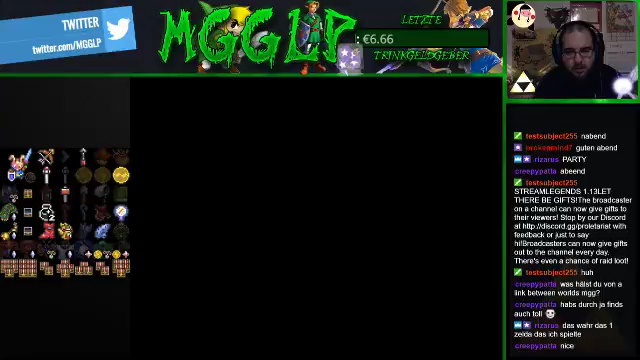 TWITTER
twitter.com/MGGLP
MGGLP
LETZTE
: €6.66
TRINKGELDGEBER
testsubject255 nabend
guten abend
rizarus PARTY
creepypatta abeend
testsubject255
STREAMLEGENDS 1.13LET
THERE BE GIFTS!The broadcaster
on a channel can now give gifts
to their viewers! Stop by our Discord
at http://discord.gg/proletariat with
feedback or just to say
hi!Broadcasters can now give gifts
out to the channel every day.
There's even a chance of raid loot!
testsubject255 huh
creepypatta was hälst du von a
link between worlds mgg?
creepypatta habs durch ja finds
auch toll
rizarus das wahr das 1
zelda das ich spielte
creepypatta nice